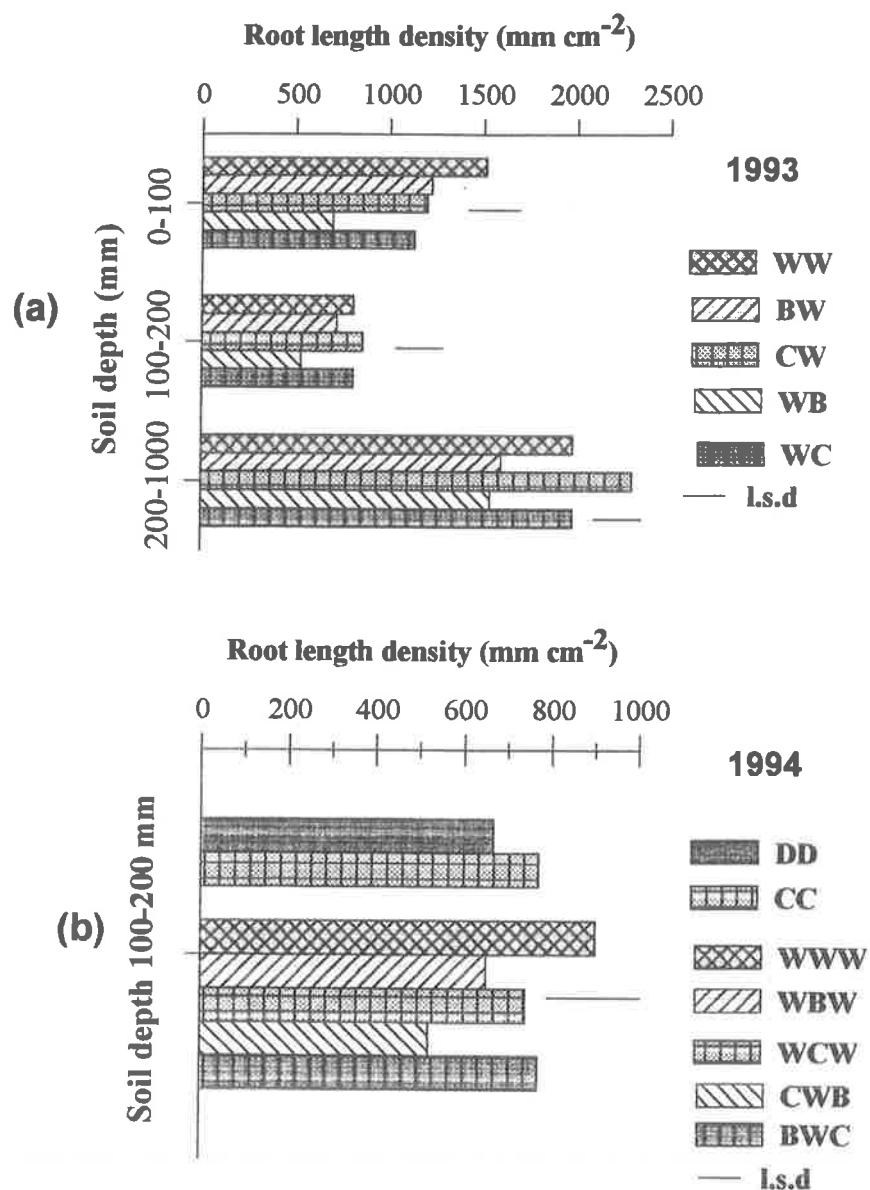 Root length density (mm cm-2)
0 500 1000 1500 2000 2500
1993
(a)
Soil depth (mm)
0-100
100-200
200-1000
WW
BW
CW
WB
WC
l.s.d
Root length density (mm cm-2)
0 200 400 600 800 1000
1994
(b)
Soil depth 100-200 mm
DD
CC
WWW
WBW
WCW
CWB
BWC
l.s.d